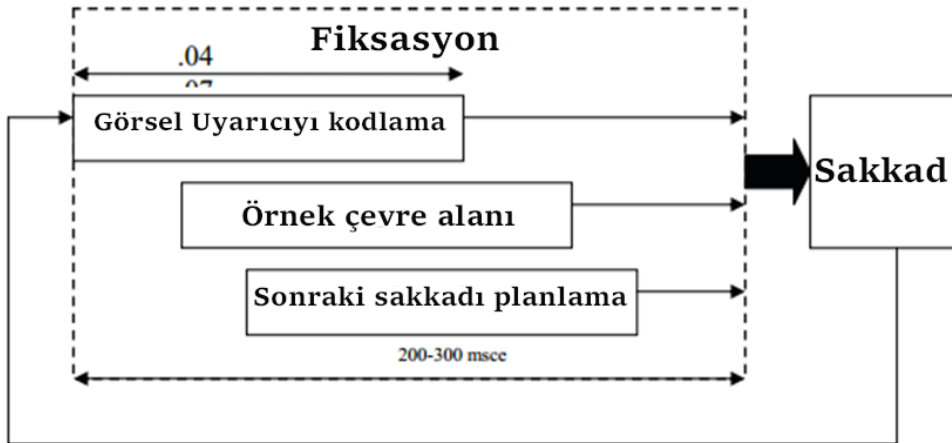 Fiksasyon
.04
Görsel Uyarıcıyı kodlama
Sakkad
Örnek çevre alanı
Sonraki sakkadı planlama
200-300 msce